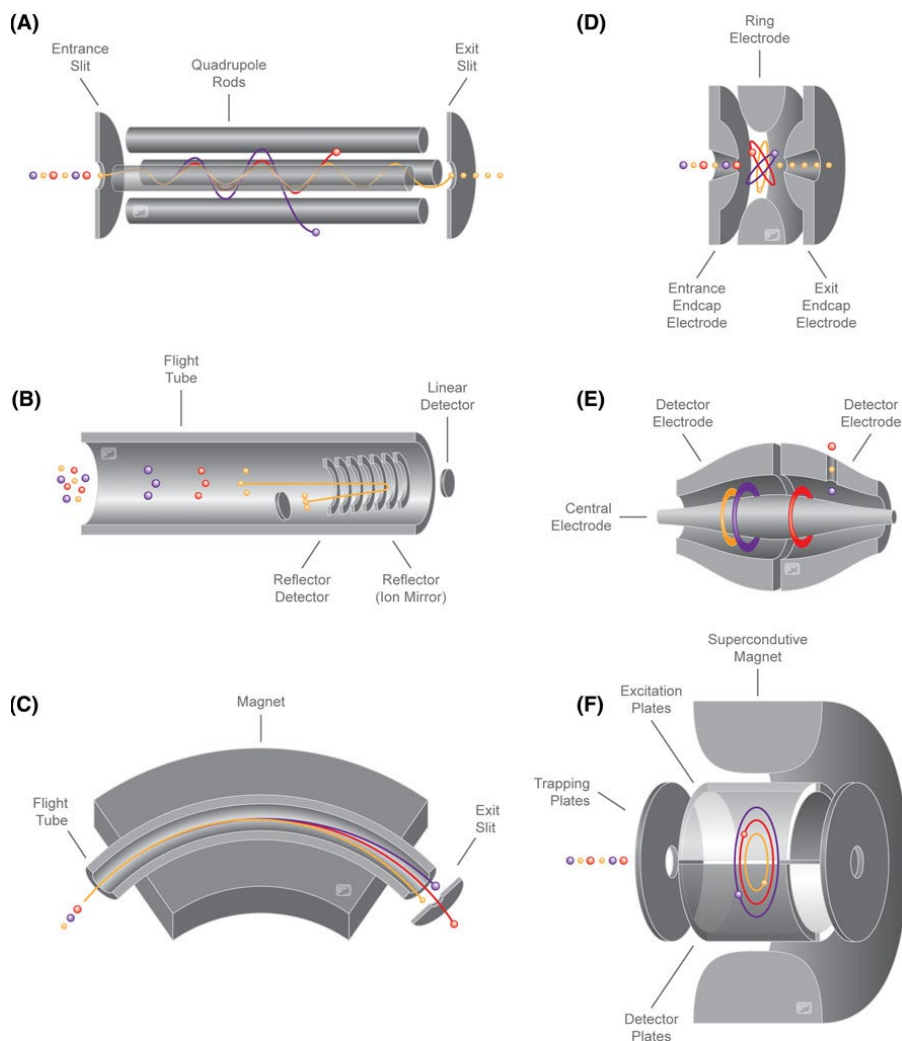 (A)
Entrance
Slit
Quadrupole
Rods
Exit
Slit
(B)
Flight
Tube
Linear
Detector
Reflector
Detector
Reflector
(Ion Mirror)
(C)
Magnet
Flight
Tube
Exit
Slit
(D)
Ring
Electrode
Entrance
Endcap
Electrode
Exit
Endcap
Electrode
(E)
Detector
Electrode
Detector
Electrode
Central
Electrode
(F)
Supercondutive
Magnet
Excitation
Plates
Trapping
Plates
Detector
Plates